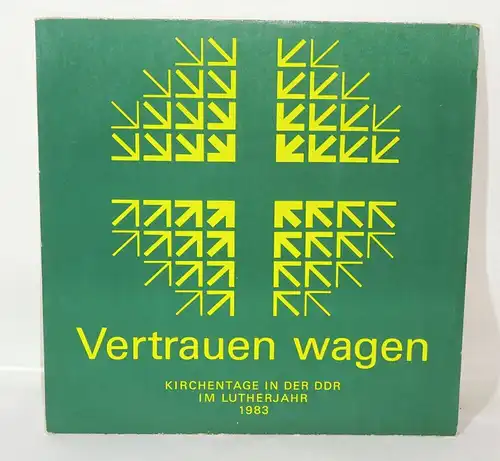 Vertrauen wagen
KIRCHENTAGE IN DER DDR
IM LUTHERJAHR
1983